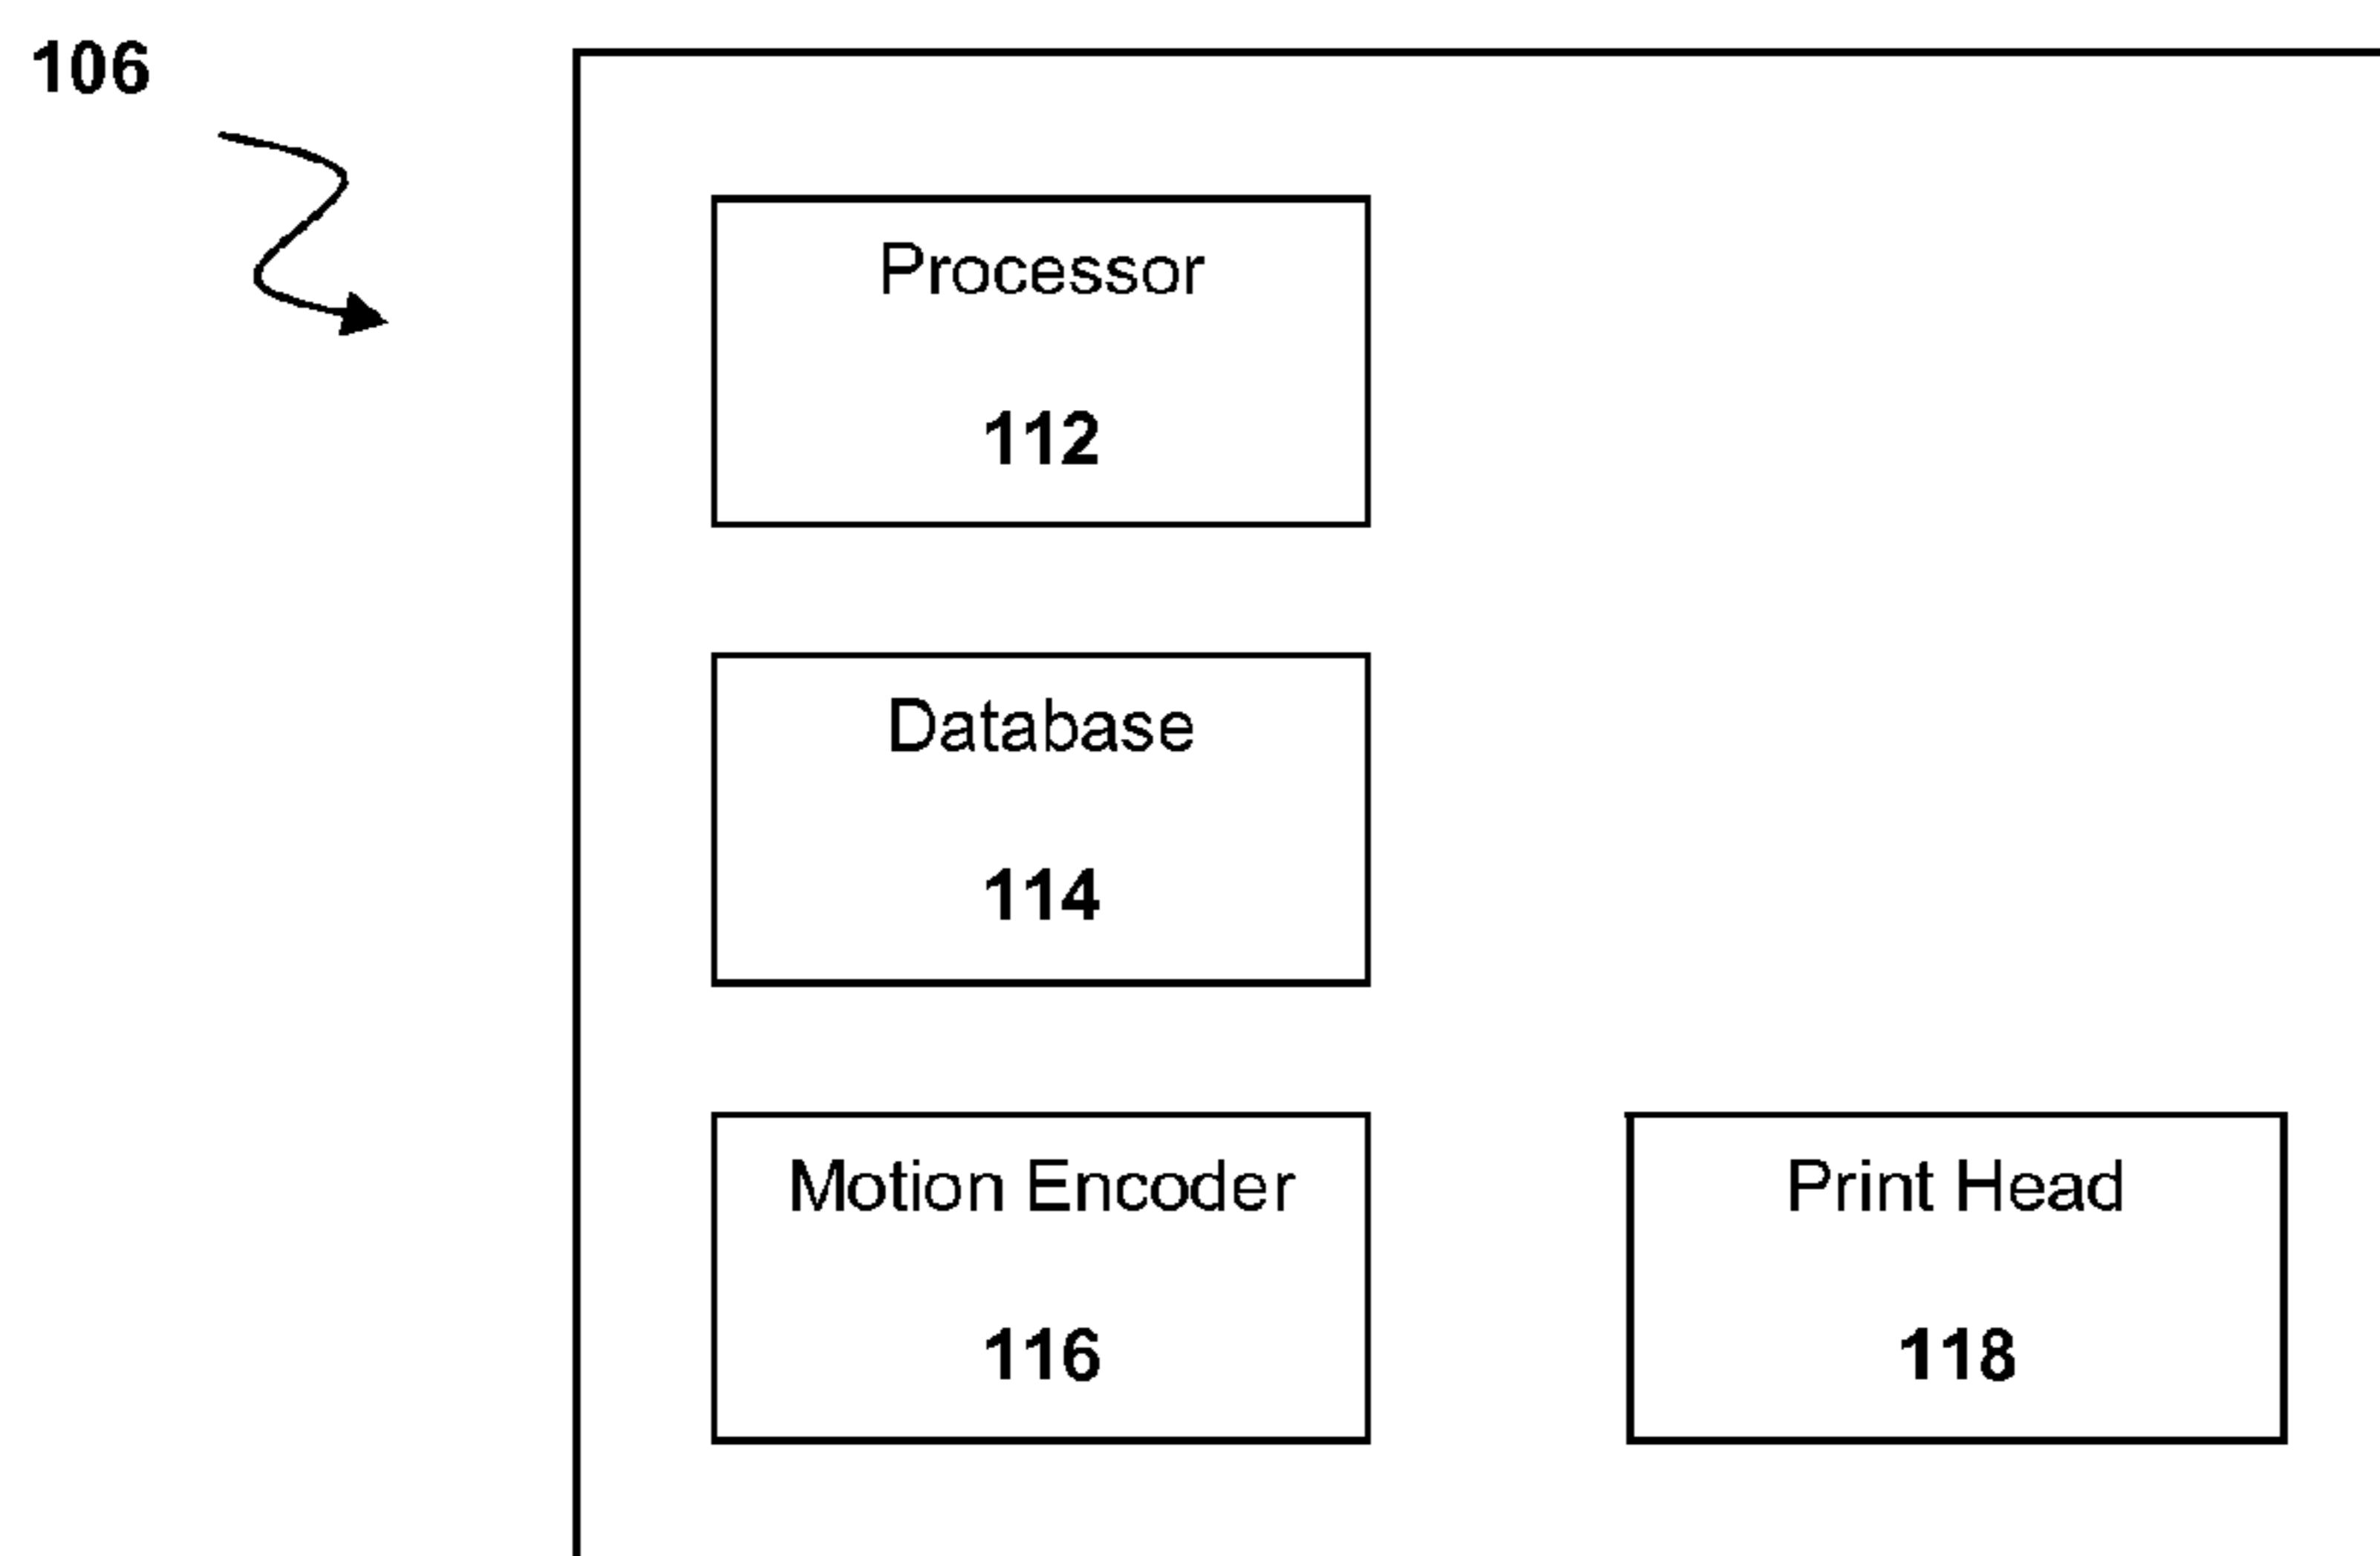 106
Processor
112
Database
114
Motion Encoder
116
Print Head
118